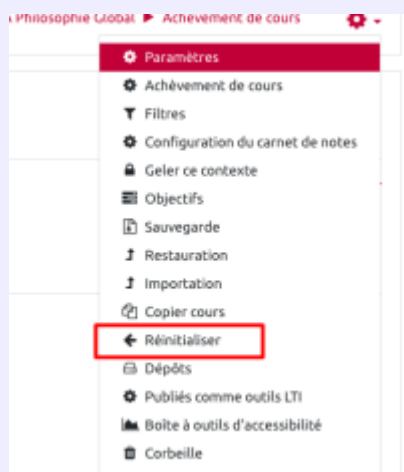 Philosophie Global ▶ Achèvement de cours
Paramètres
Achèvement de cours
Filtres
Configuration du carnet de notes
Geler ce contexte
Objectifs
Sauvegarde
Restauration
Importation
Copier cours
Réinitialiser
Dépôts
Publiés comme outils LTI
Boîte à outils d'accessibilité
Corbeille